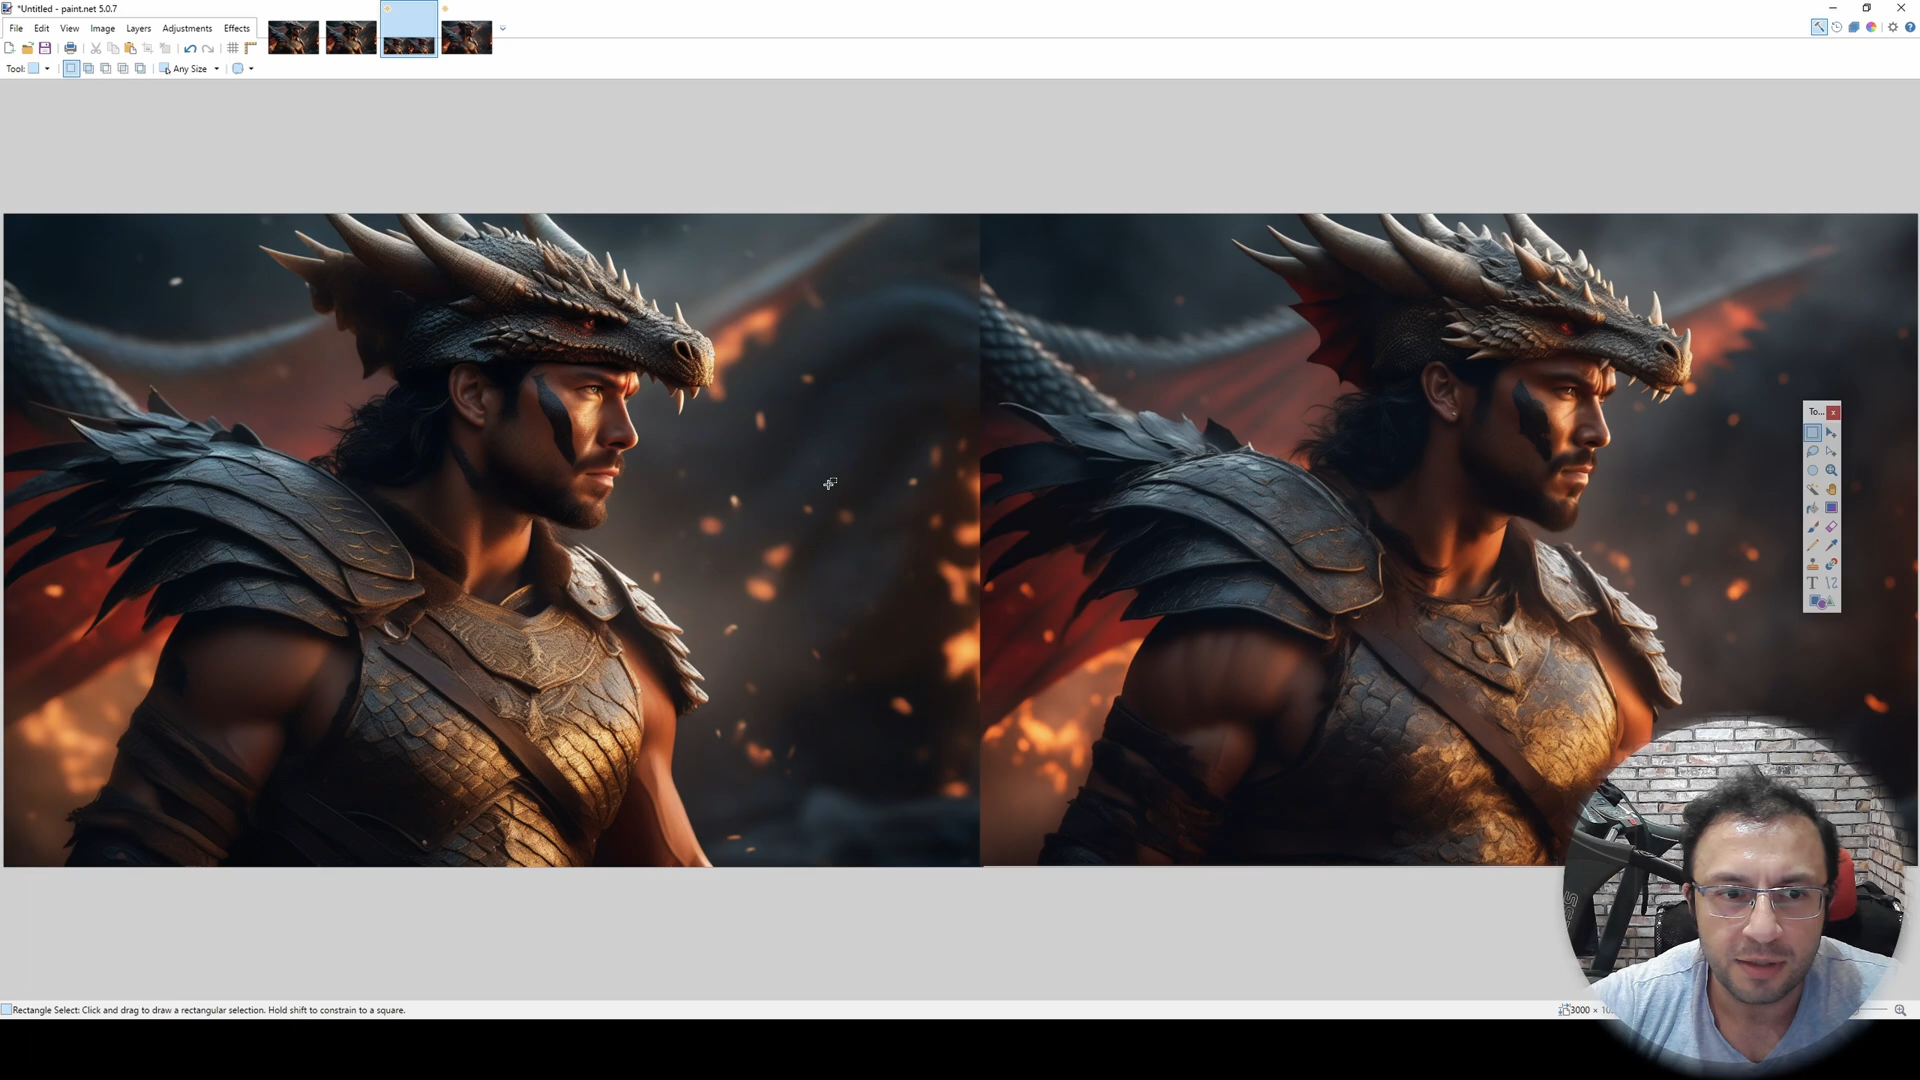 *Untitled - paint.net 5.0.7
File Edit View Image Layers Adjustments Effects
Tool: Any Size
To...
T
Rectangle Select: Click and drag to draw a rectangular selection. Hold shift to constrain to a square.
3000 ×